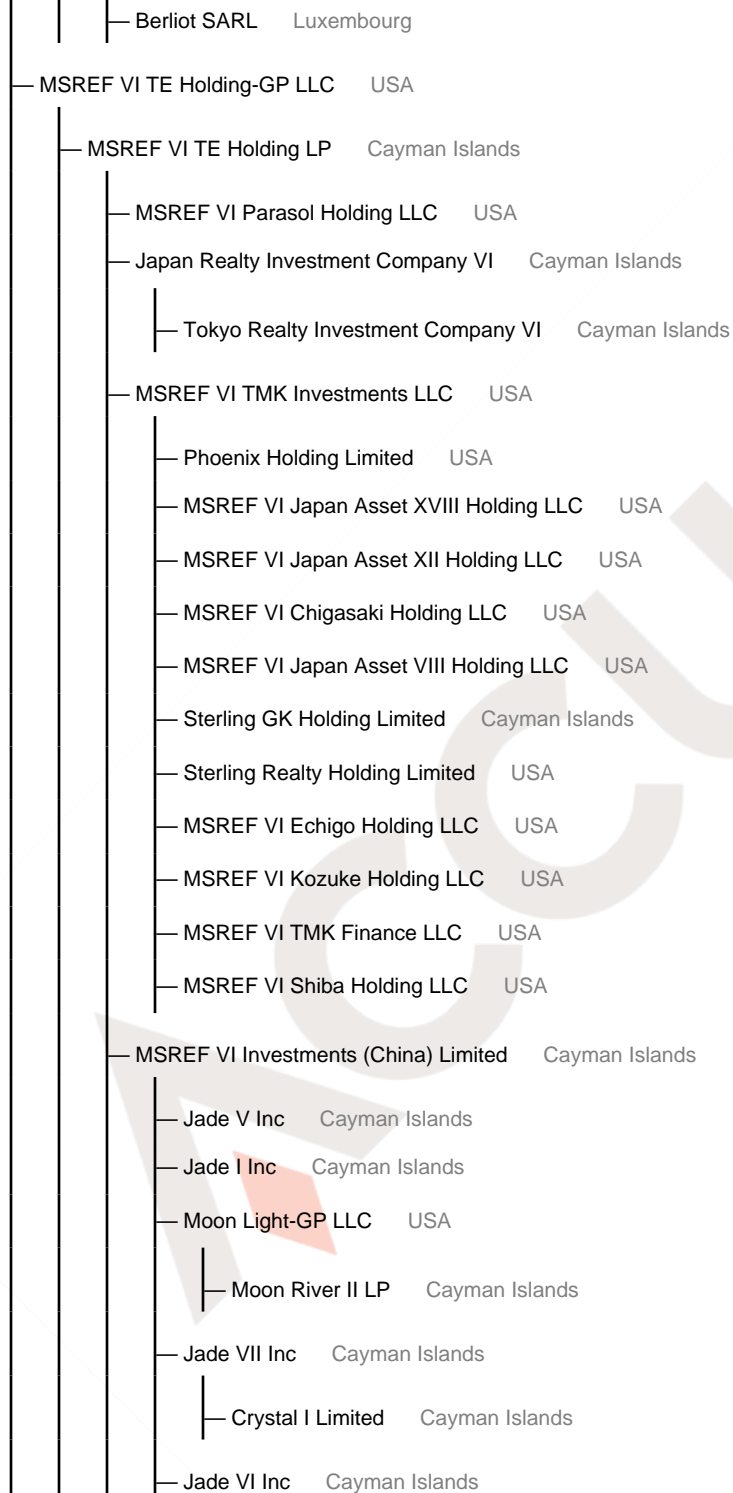 Berliot SARL Luxembourg
MSREF VI TE Holding-GP LLC USA
MSREF VI TE Holding LP Cayman Islands
MSREF VI Parasol Holding LLC USA
Japan Realty Investment Company VI Cayman Islands
Tokyo Realty Investment Company VI Cayman Islands
MSREF VI TMK Investments LLC USA
Phoenix Holding Limited USA
MSREF VI Japan Asset XVIII Holding LLC USA
MSREF VI Japan Asset XII Holding LLC USA
MSREF VI Chigasaki Holding LLC USA
MSREF VI Japan Asset VIII Holding LLC USA
Sterling GK Holding Limited Cayman Islands
Sterling Realty Holding Limited USA
MSREF VI Echigo Holding LLC USA
MSREF VI Kozuke Holding LLC USA
MSREF VI TMK Finance LLC USA
MSREF VI Shiba Holding LLC USA
MSREF VI Investments (China) Limited Cayman Islands
Jade V Inc Cayman Islands
Jade I Inc Cayman Islands
Moon Light-GP LLC USA
Moon River II LP Cayman Islands
Jade VII Inc Cayman Islands
Crystal I Limited Cayman Islands
Jade VI Inc Cayman Islands